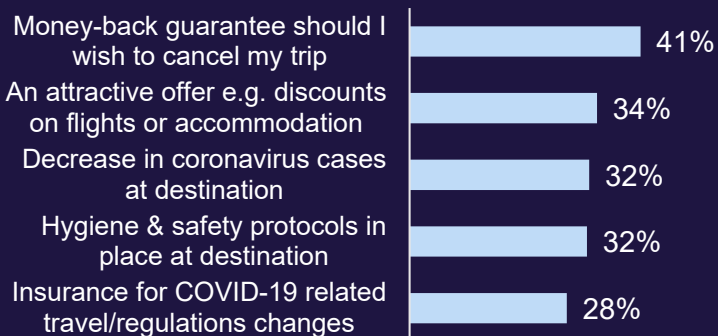 Money-back guarantee should I
wish to cancel my trip
41%
An attractive offer e.g. discounts
on flights or accommodation
34%
Decrease in coronavirus cases
at destination
32%
Hygiene & safety protocols in
place at destination
32%
Insurance for COVID-19 related
travel/regulations changes
28%